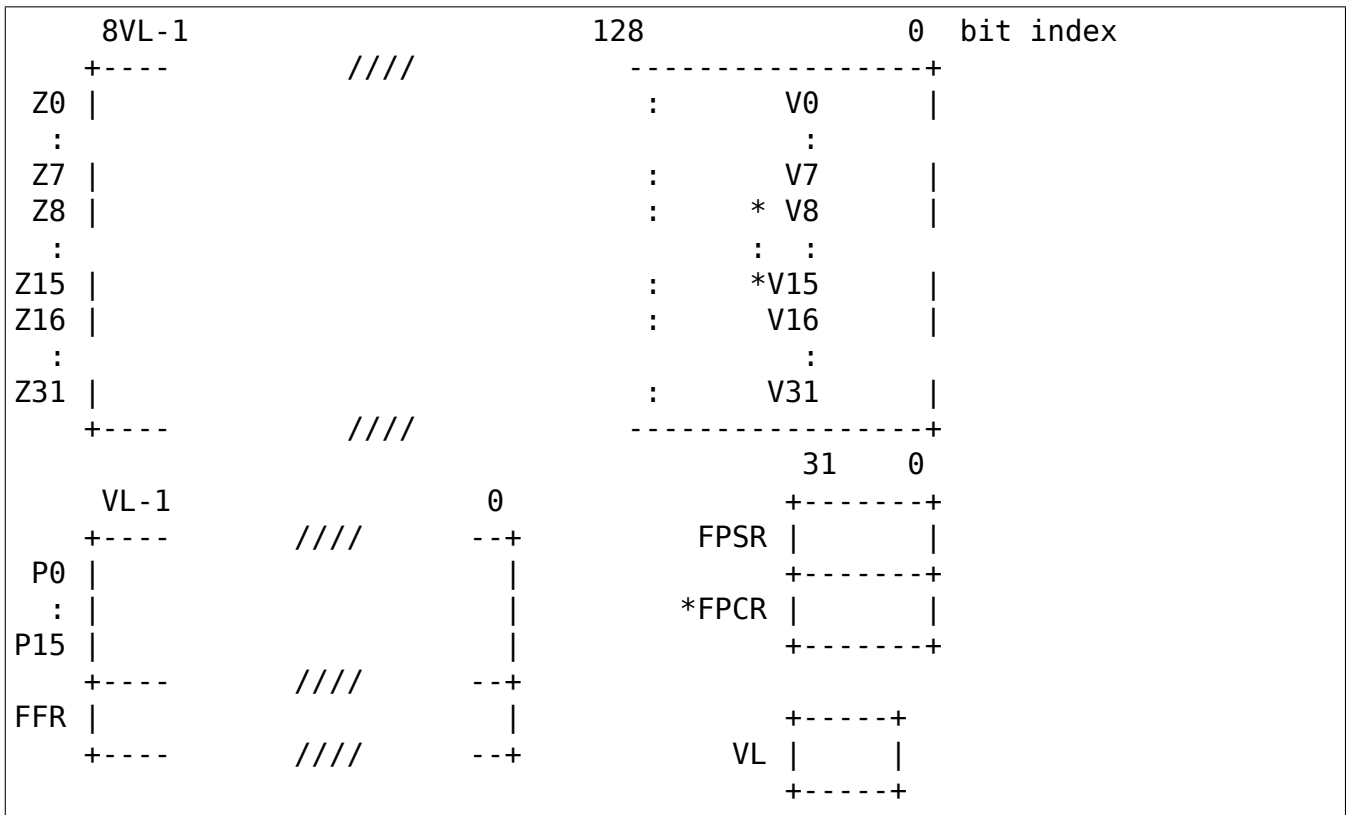 8VL-1                          128               0  bit index
    +----          ////            -----------------+
 Z0 |                               :       V0      |
  :                                          :
 Z7 |                               :       V7      |
 Z8 |                               :     * V8      |
  :                                       :  :
Z15 |                               :     *V15      |
Z16 |                               :      V16      |
  :                                          :
Z31 |                               :      V31      |
    +----          ////            -----------------+
                                             31    0
     VL-1                  0                +-------+
    +----       ////      --+          FPSR |       |
 P0 |                       |               +-------+
  : |                       |         *FPCR |       |
P15 |                       |               +-------+
    +----       ////      --+
FFR |                       |               +-----+
    +----       ////      --+            VL |     |
                                            +-----+